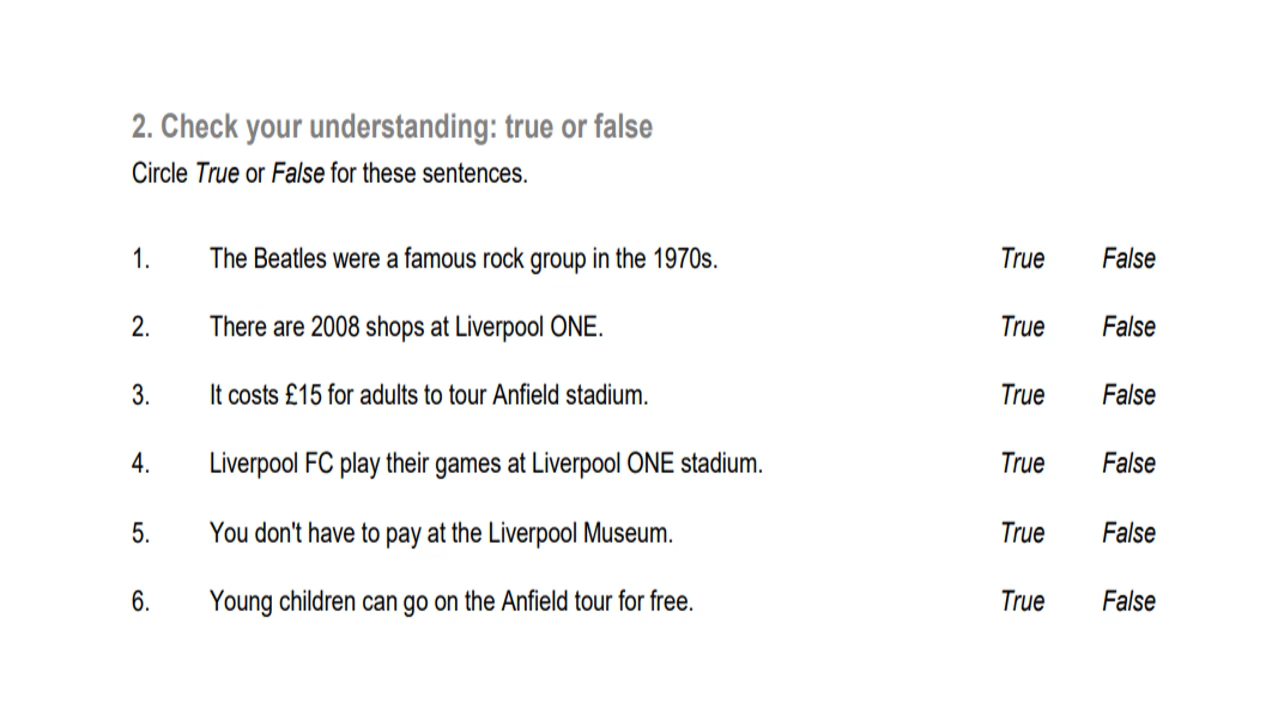 2. Check your understanding: true or false
Circle True or False for these sentences.
1. The Beatles were a famous rock group in the 1970s. True False
2. There are 2008 shops at Liverpool ONE. True False
3. It costs £15 for adults to tour Anfield stadium. True False
4. Liverpool FC play their games at Liverpool ONE stadium. True False
5. You don't have to pay at the Liverpool Museum. True False
6. Young children can go on the Anfield tour for free. True False